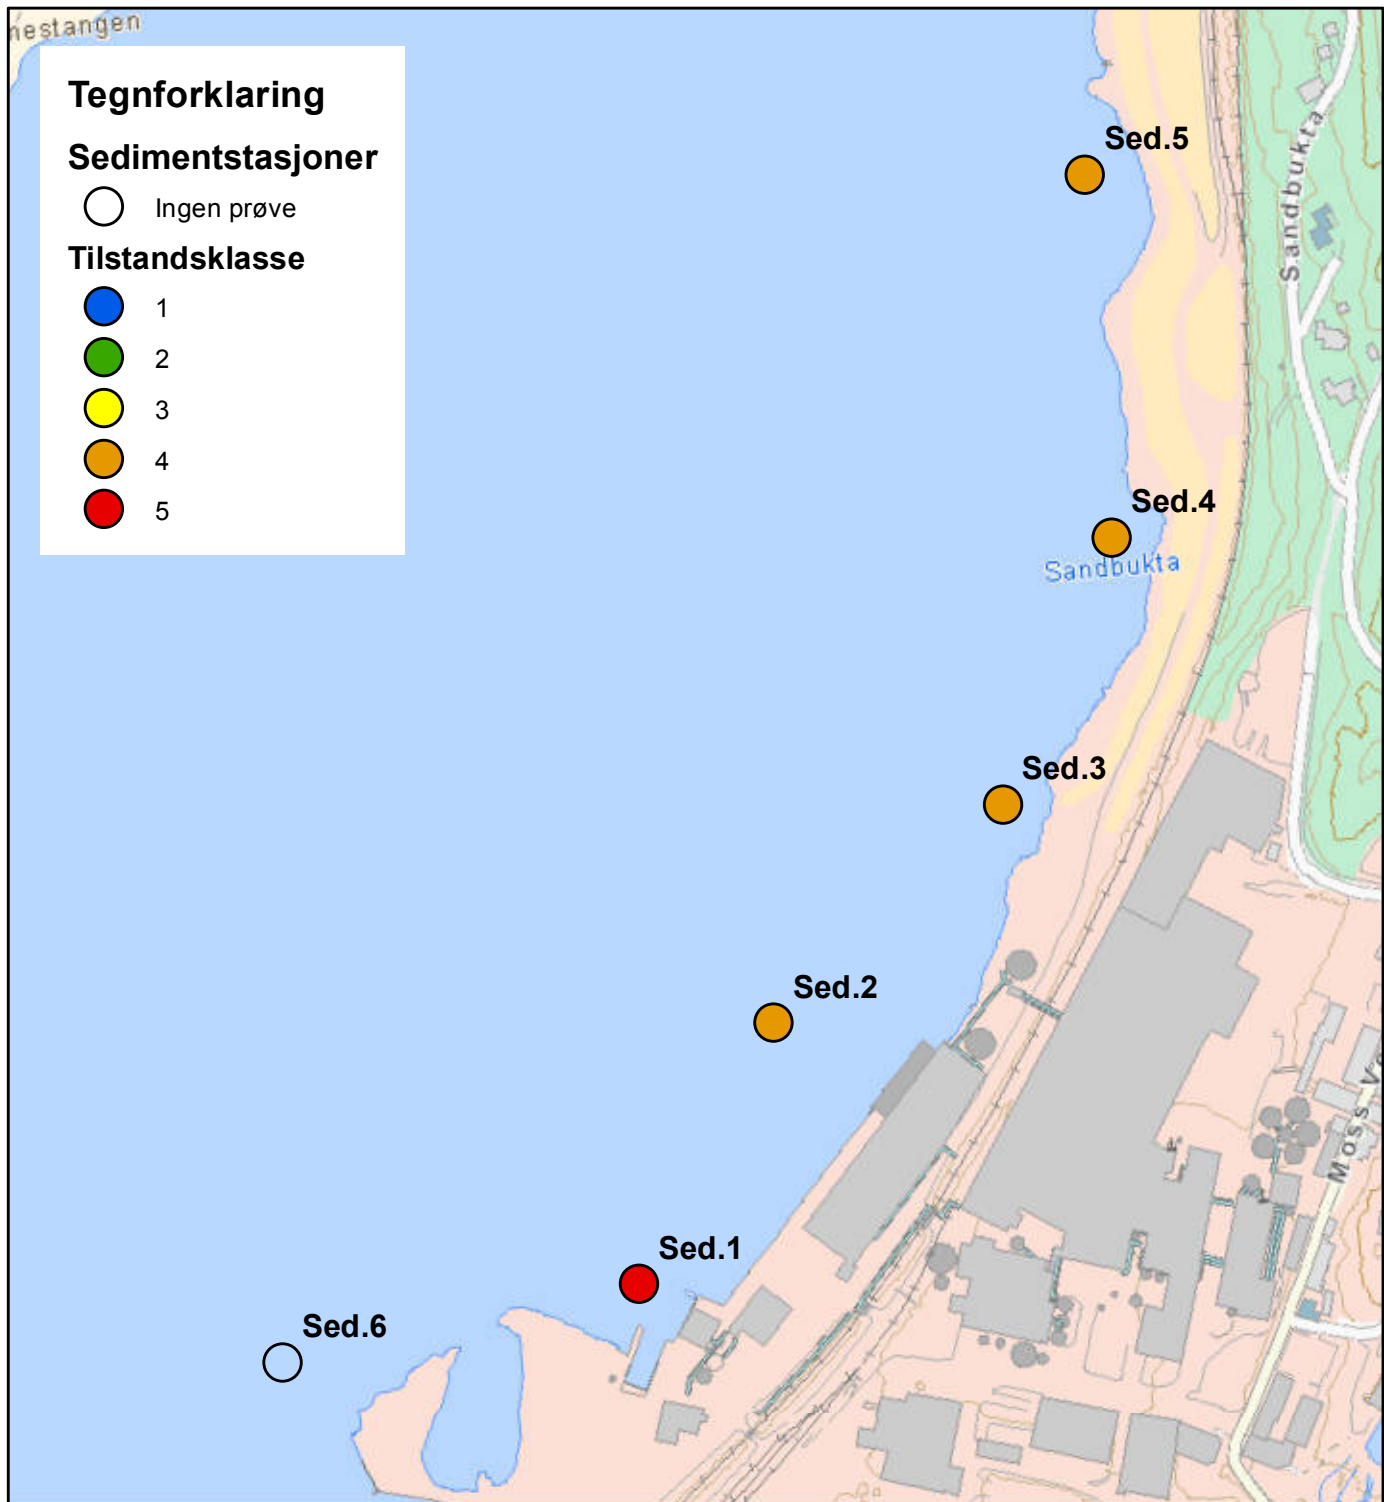 nestangen
Tegnforklaring
Sedimentstasjoner
Ingen prøve
Tilstandsklasse
1
2
3
4
5
Sed.5
Sandbukta
Sed.4
Sandbukta
Sed.3
Sed.2
Moss Ve
Sed.1
Sed.6